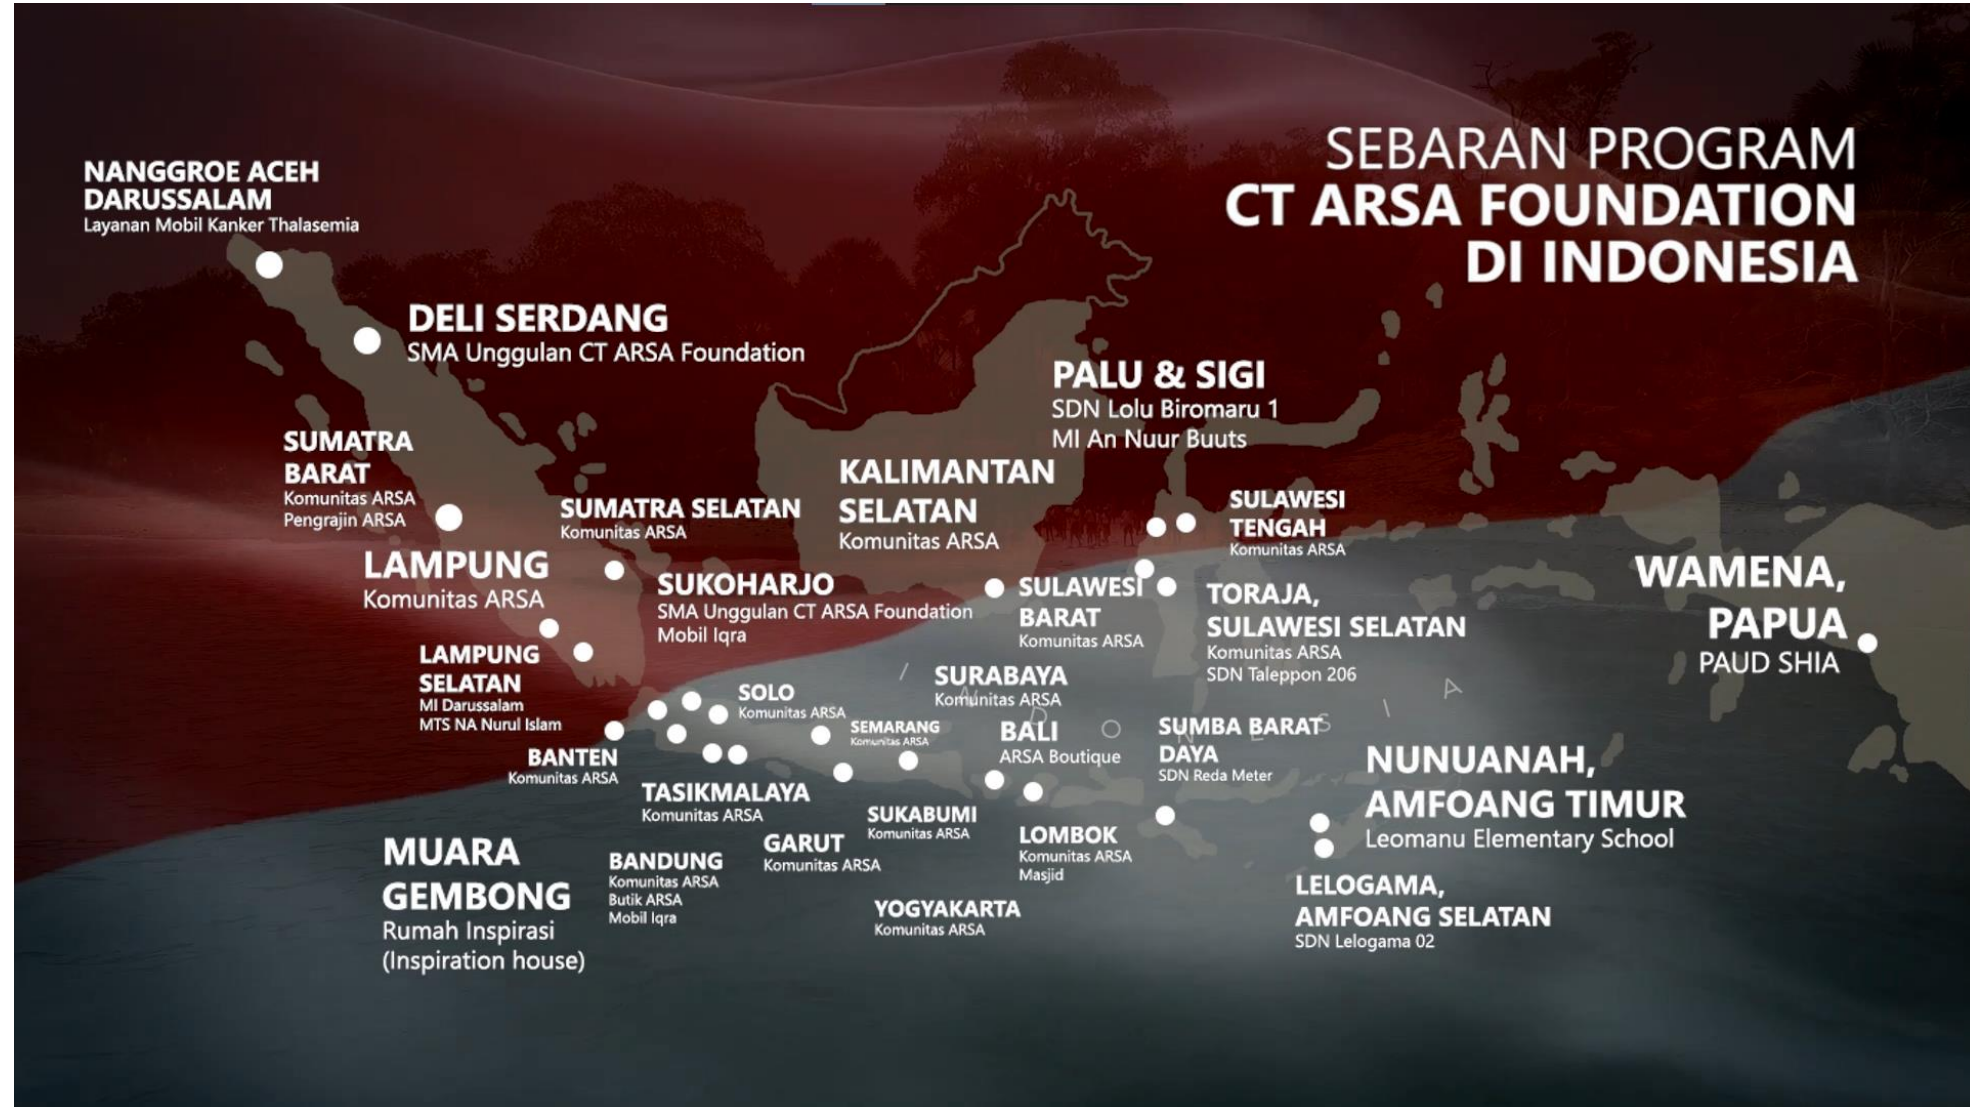 SEBARAN PROGRAM
CT ARSA FOUNDATION
DI INDONESIA
NANGGROE ACEH
DARUSSALAM
Layanan Mobil Kanker Thalasemia
DELI SERDANG
SMA Unggulan CT ARSA Foundation
PALU & SIGI
SDN Lolu Biromaru 1
MI An Nuur Buuts
SUMATRA
BARAT
Komunitas ARSA
Pengrajin ARSA
SUMATRA SELATAN
Komunitas ARSA
KALIMANTAN
SELATAN
Komunitas ARSA
SULAWESI
TENGAH
Komunitas ARSA
LAMPUNG
Komunitas ARSA
SUKOHARJO
SMA Unggulan CT ARSA Foundation
Mobil Iqra
SULAWESI
BARAT
Komunitas ARSA
TORAJA,
SULAWESI SELATAN
Komunitas ARSA
SDN Taleppon 206
WAMENA,
PAPUA
PAUD SHIA
LAMPUNG
SELATAN
MI Darussalam
MTS NA Nurul Islam
SOLO
Komunitas ARSA
SURABAYA
Komunitas ARSA
SEMARANG
Komunitas ARSA
BALI
ARSA Boutique
SUMBA BARAT
DAYA
SDN Reda Meter
I N D O N E S I A
BANTEN
Komunitas ARSA
TASIKMALAYA
Komunitas ARSA
NUNUANAH,
AMFOANG TIMUR
Leomanu Elementary School
SUKABUMI
Komunitas ARSA
LOMBOK
Komunitas ARSA
Masjid
MUARA
GEMBONG
Rumah Inspirasi
(Inspiration house)
BANDUNG
Komunitas ARSA
Butik ARSA
Mobil Iqra
GARUT
Komunitas ARSA
YOGYAKARTA
Komunitas ARSA
LELOGAMA,
AMFOANG SELATAN
SDN Lelogama 02